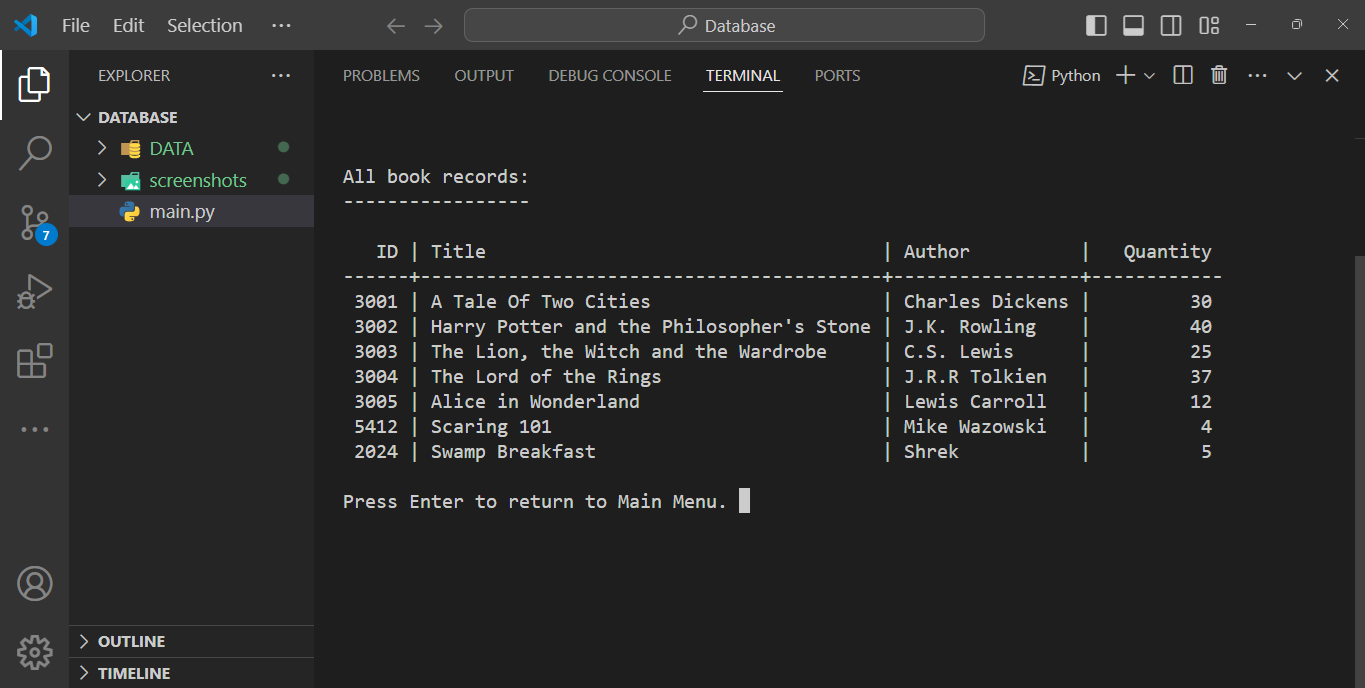 File Edit Selection ···
Database
EXPLORER ···
DATABASE
DATA
screenshots
main.py
7
OUTLINE
TIMELINE
PROBLEMS OUTPUT DEBUG CONSOLE TERMINAL PORTS
Python
All book records:
-----------------
ID | Title | Author | Quantity
------+------------------------------------------+-----------------+------------
3001 | A Tale Of Two Cities | Charles Dickens | 30
3002 | Harry Potter and the Philosopher's Stone | J.K. Rowling | 40
3003 | The Lion, the Witch and the Wardrobe | C.S. Lewis | 25
3004 | The Lord of the Rings | J.R.R Tolkien | 37
3005 | Alice in Wonderland | Lewis Carroll | 12
5412 | Scaring 101 | Mike Wazowski | 4
2024 | Swamp Breakfast | Shrek | 5
Press Enter to return to Main Menu.